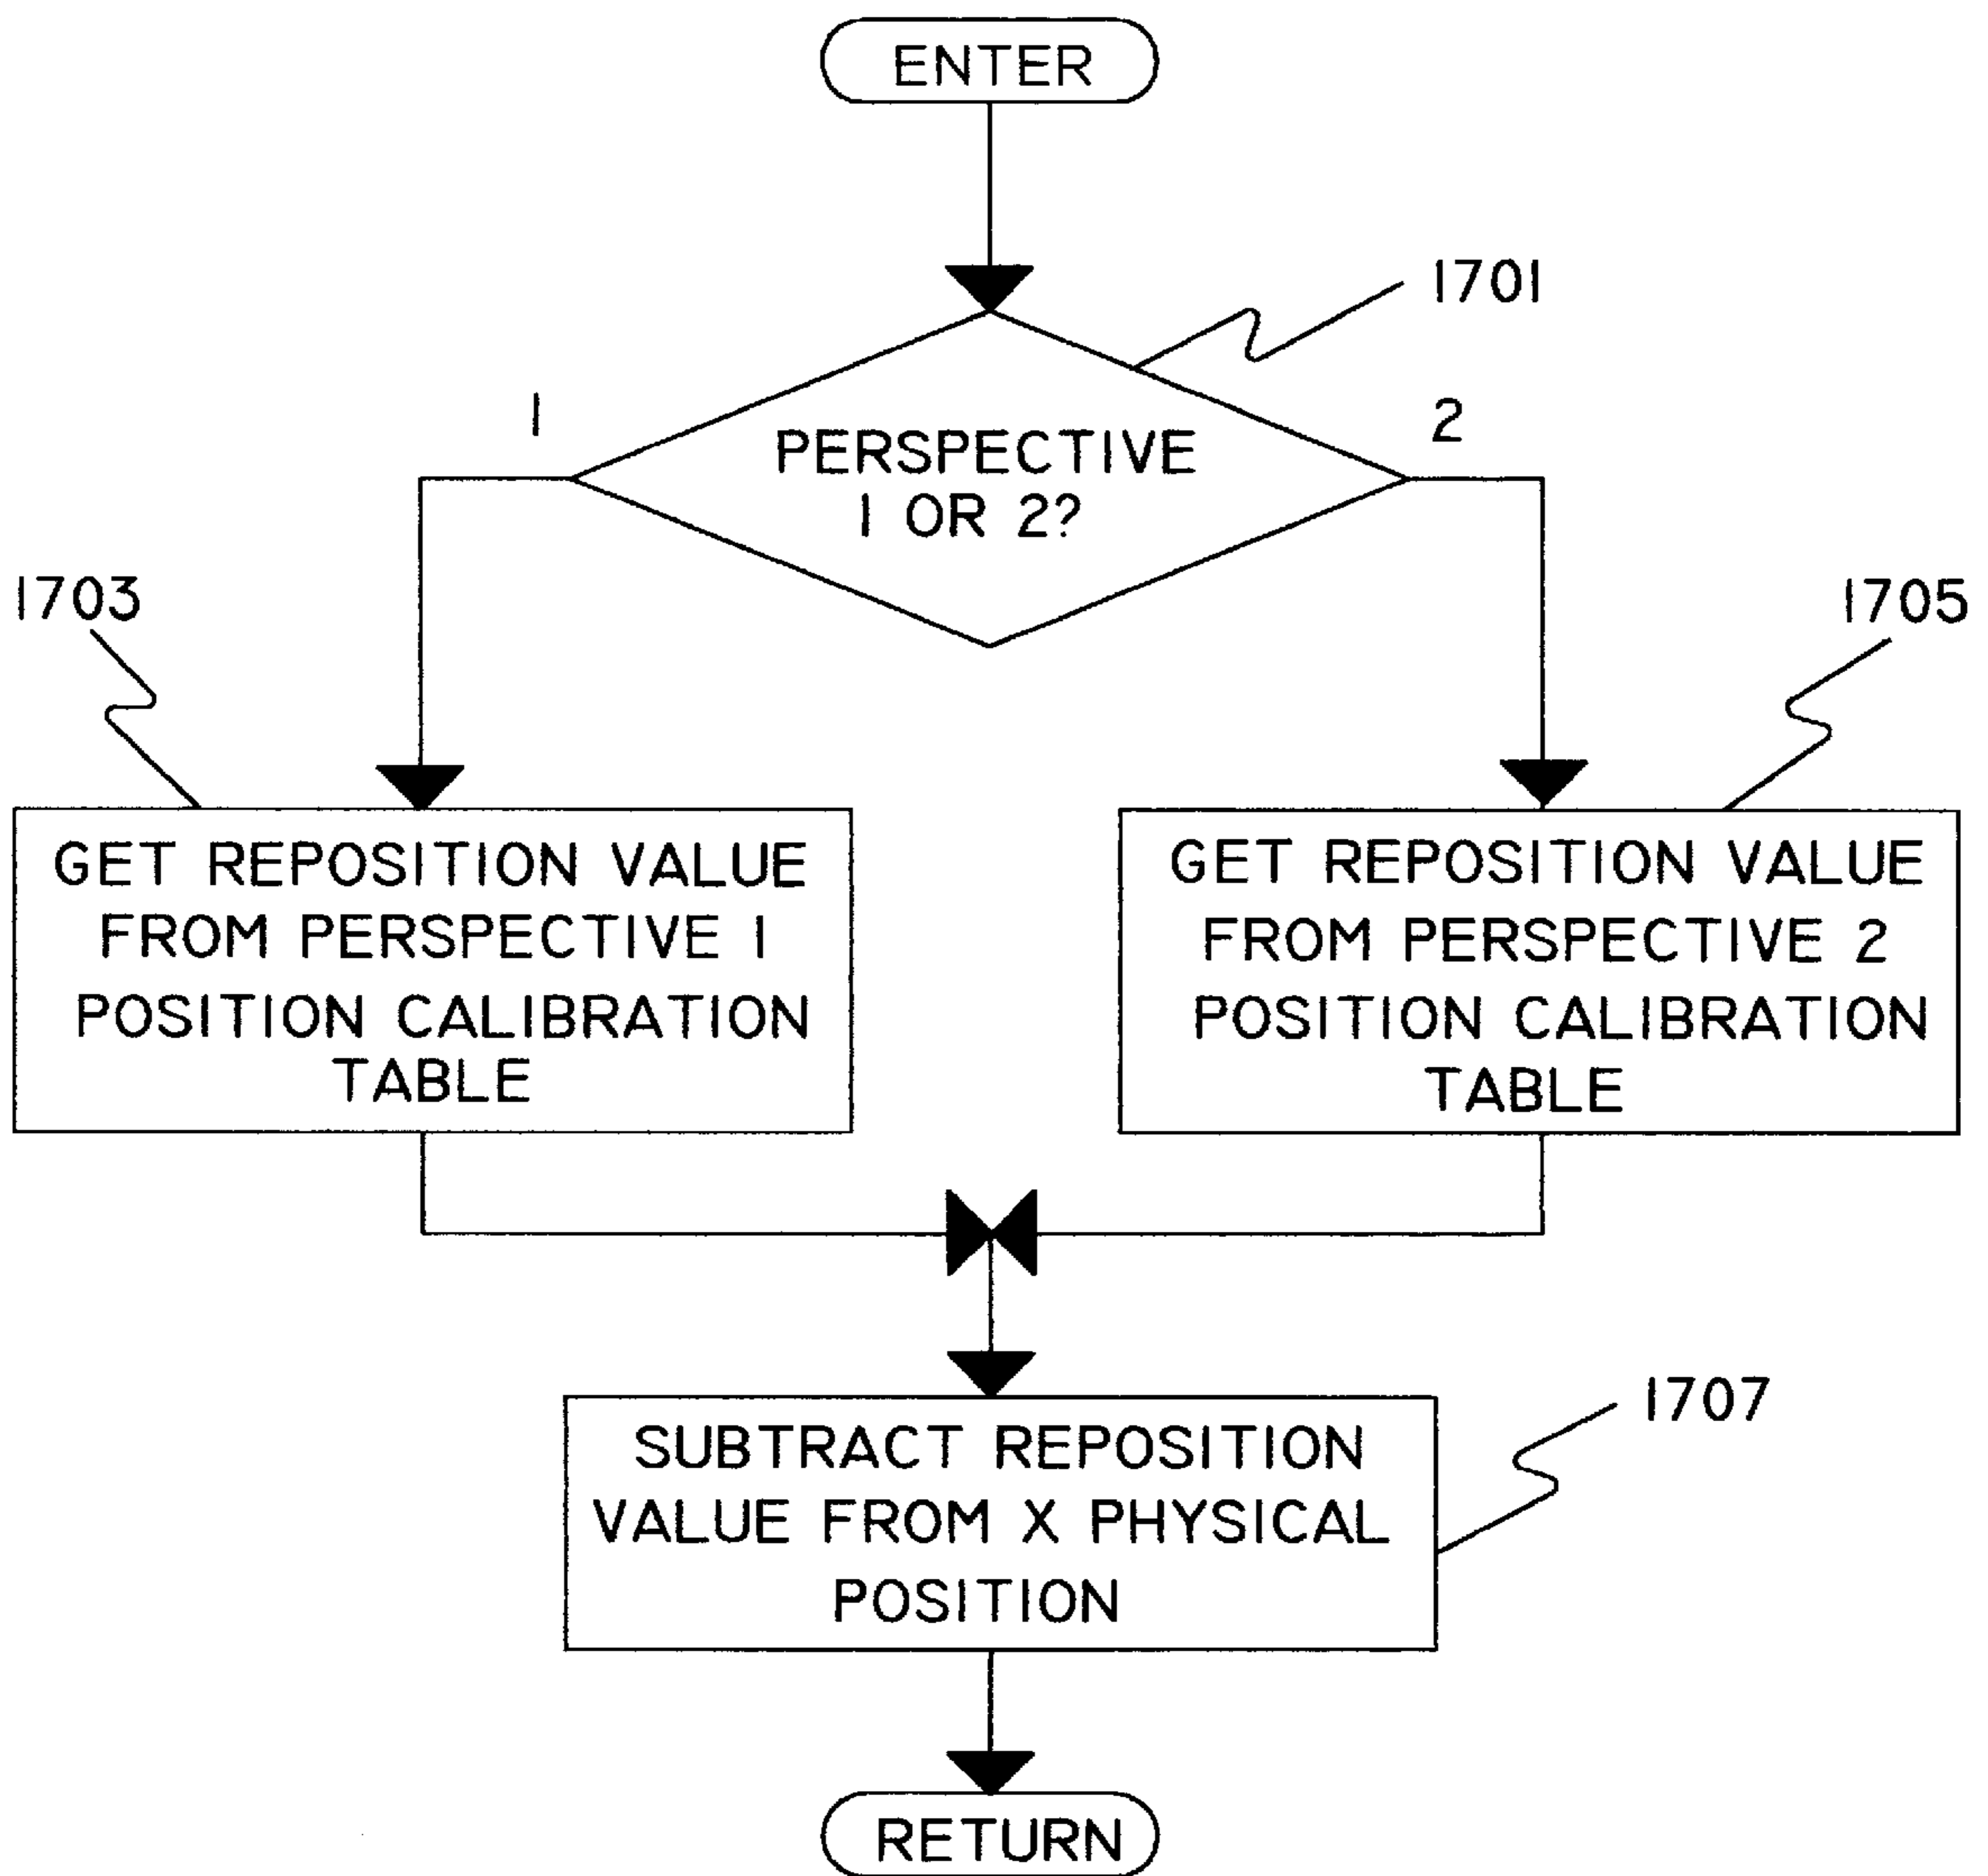 ENTER
1701
1
2
PERSPECTIVE
1 OR 2?
1703
1705
GET REPOSITION VALUE
FROM PERSPECTIVE 1
POSITION CALIBRATION
TABLE
GET REPOSITION VALUE
FROM PERSPECTIVE 2
POSITION CALIBRATION
TABLE
1707
SUBTRACT REPOSITION
VALUE FROM X PHYSICAL
POSITION
RETURN